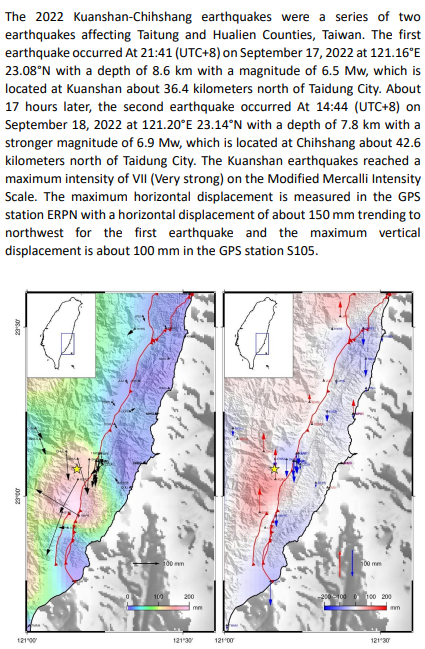 The 2022 Kuanshan-Chihshang earthquakes were a series of two
earthquakes affecting Taitung and Hualien Counties, Taiwan. The first
earthquake occurred At 21:41 (UTC+8) on September 17, 2022 at 121.16°E
23.08°N with a depth of 8.6 km with a magnitude of 6.5 Mw, which is
located at Kuanshan about 36.4 kilometers north of Taidung City. About
17 hours later, the second earthquake occurred At 14:44 (UTC+8) on
September 18, 2022 at 121.20°E 23.14°N with a depth of 7.8 km with a
stronger magnitude of 6.9 Mw, which is located at Chihshang about 42.6
kilometers north of Taidung City. The Kuanshan earthquakes reached a
maximum intensity of VII (Very strong) on the Modified Mercalli Intensity
Scale. The maximum horizontal displacement is measured in the GPS
station ERPN with a horizontal displacement of about 150 mm trending to
northwest for the first earthquake and the maximum vertical
displacement is about 100 mm in the GPS station S105.
23°30'
23°00'
100 mm
0 100 200 mm
121°00' 121°30'
100 mm
-200 -100 0 100 200 mm
121°00' 121°30'